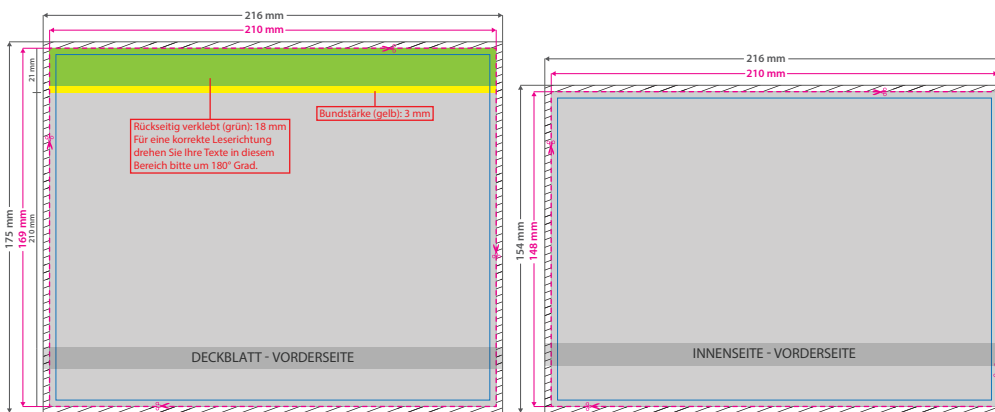 216 mm
210 mm
21 mm
Rückseitig verklebt (grün): 18 mm
Für eine korrekte Leserichtung
drehen Sie Ihre Texte in diesem
Bereich bitte um 180° Grad.
Bundstärke (gelb): 3 mm
175 mm
169 mm
210 mm
DECKBLATT - VORDERSEITE
216 mm
210 mm
154 mm
148 mm
INNENSEITE - VORDERSEITE